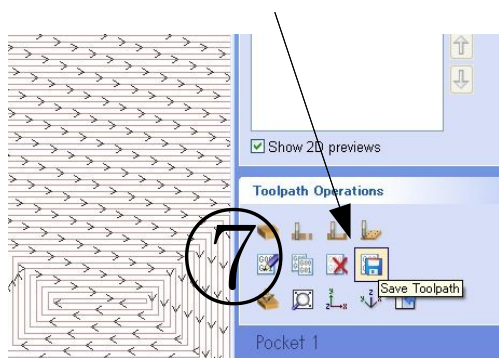 Show 2D previews
Toolpath Operations
7
Save Toolpath
Pocket 1